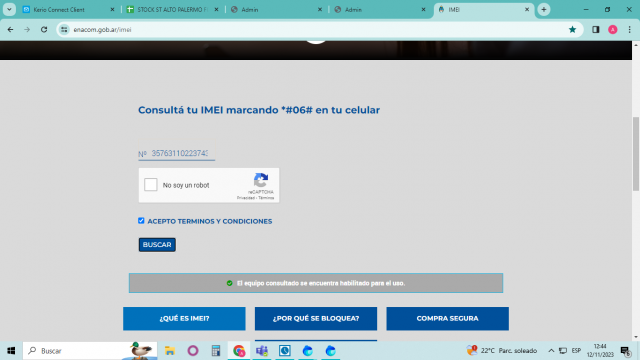 Kerio Connect Client
STOCK ST ALTO PALERMO
Admin
Admin
IMEI
enacom.gob.ar/imei
A
Consultá tu IMEI marcando *#06# en tu celular
Nº 35763110223743
No soy un robot
reCAPTCHA
Privacidad - Términos
ACEPTO TERMINOS Y CONDICIONES
BUSCAR
El equipo consultado se encuentra habilitado para el uso.
¿QUÉ ES IMEI? ¿POR QUÉ SE BLOQUEA? COMPRA SEGURA
Buscar
22°C Parc. soleado
ESP
12:44
12/11/2023